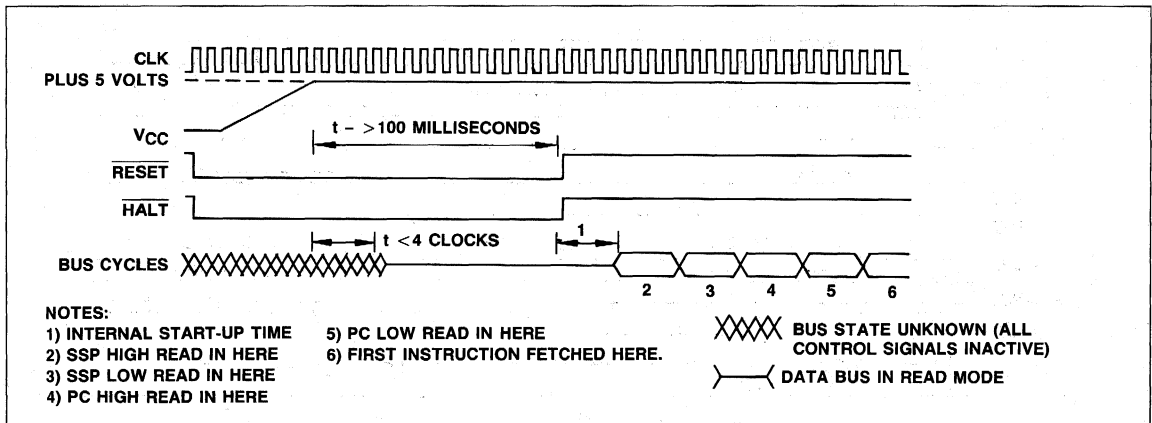 CLK
PLUS 5 VOLTS
VCC
t - >100 MILLISECONDS
RESET
HALT
t <4 CLOCKS
1
BUS CYCLES
2 3 4 5 6
NOTES:
1) INTERNAL START-UP TIME
2) SSP HIGH READ IN HERE
3) SSP LOW READ IN HERE
4) PC HIGH READ IN HERE
5) PC LOW READ IN HERE
6) FIRST INSTRUCTION FETCHED HERE.
BUS STATE UNKNOWN (ALL
CONTROL SIGNALS INACTIVE)
DATA BUS IN READ MODE